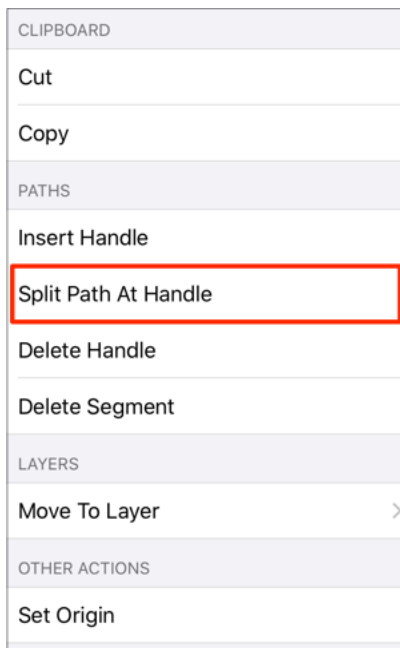 CLIPBOARD
Cut
Copy
PATHS
Insert Handle
Split Path At Handle
Delete Handle
Delete Segment
LAYERS
Move To Layer
OTHER ACTIONS
Set Origin